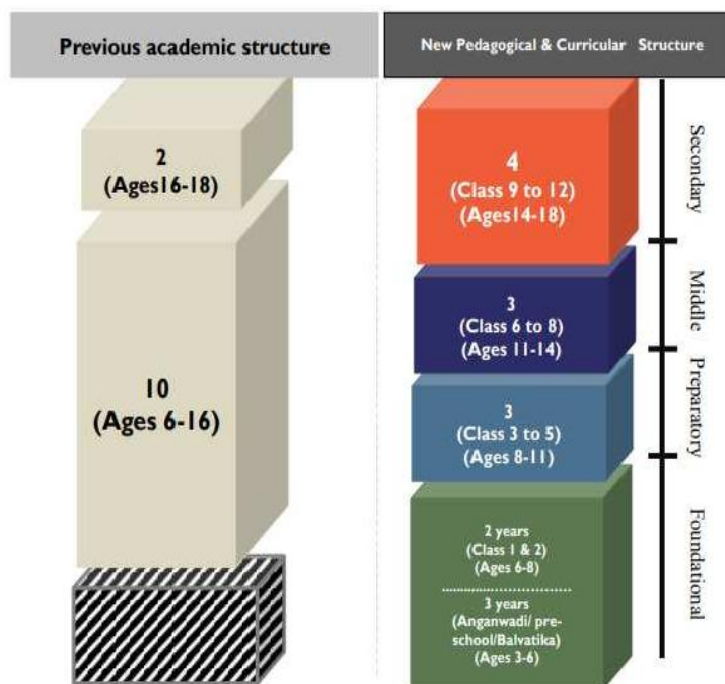 Previous academic structure
New Pedagogical & Curricular Structure
2
(Ages16-18)
10
(Ages 6-16)
4
(Class 9 to 12)
(Ages14-18)
3
(Class 6 to 8)
(Ages 11-14)
3
(Class 3 to 5)
(Ages 8-11)
2 years
(Class 1 & 2)
(Ages 6-8)
3 years
(Anganwadi/ pre-
school/Balvatika)
(Ages 3-6)
Secondary
Middle
Preparatory
Foundational